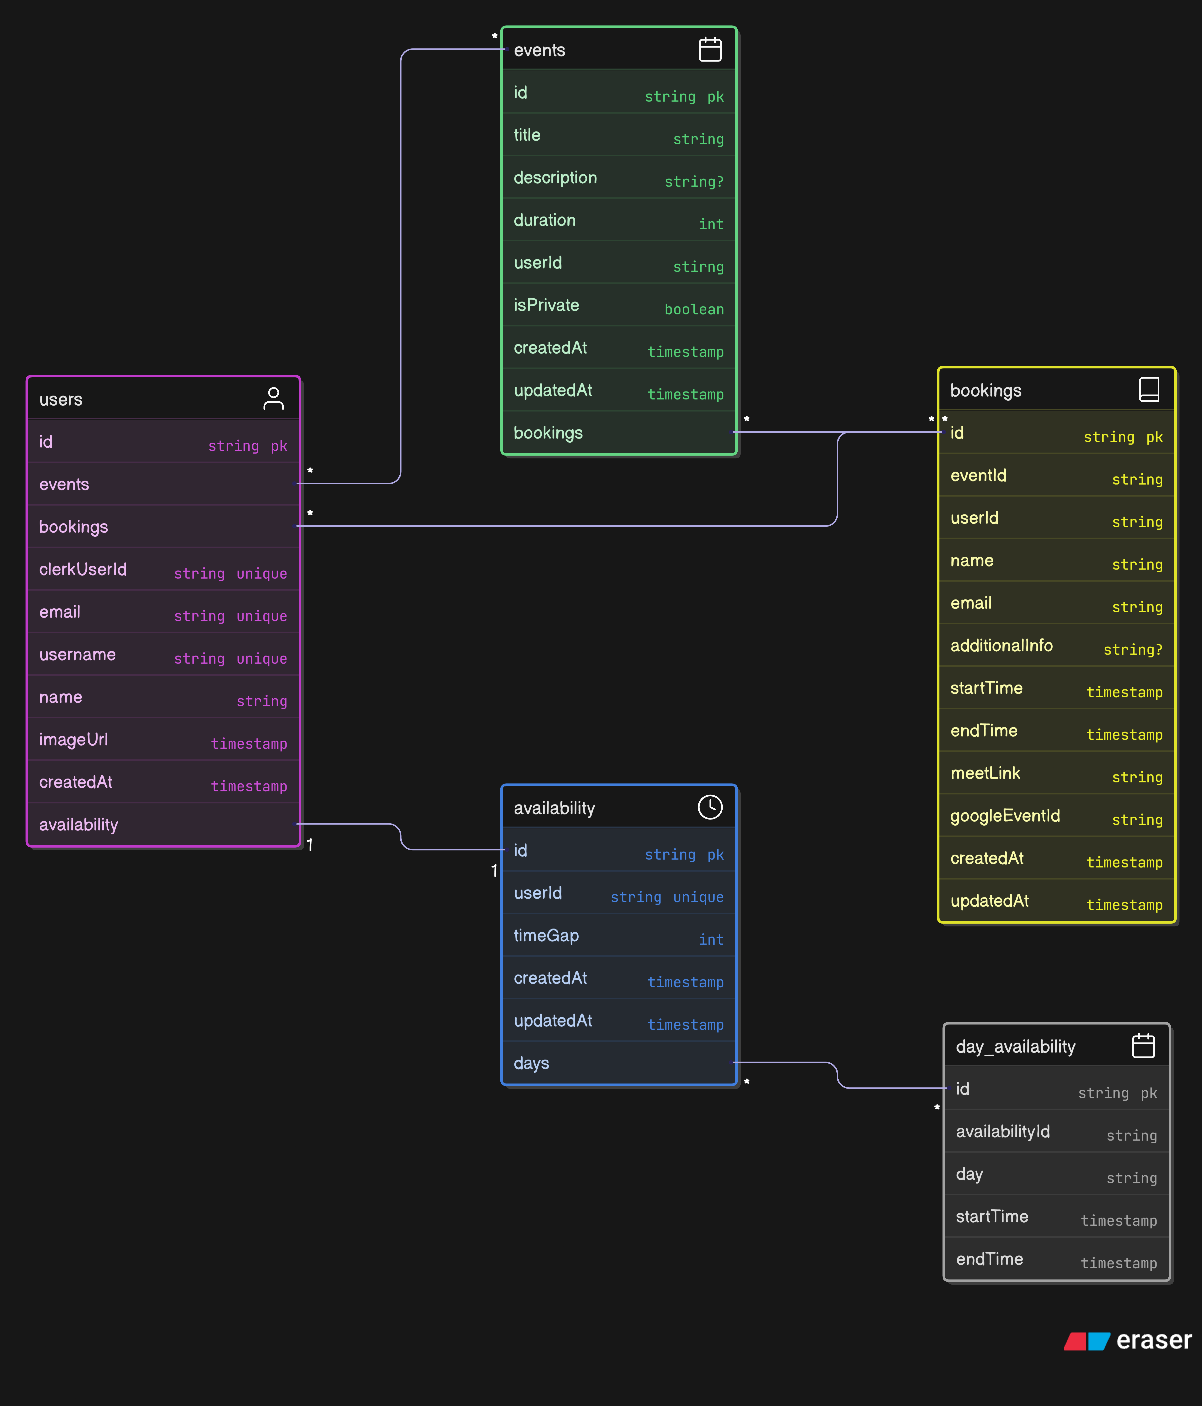 events
id string pk
title string
description string?
duration int
userId stirng
isPrivate boolean
createdAt timestamp
updatedAt timestamp
bookings
*
*
users
id string pk
events
bookings
clerkUserId string unique
email string unique
username string unique
name string
imageUrl timestamp
createdAt timestamp
availability
*
*
1
bookings
* *
id string pk
eventId string
userId string
name string
email string
additionalInfo string?
startTime timestamp
endTime timestamp
meetLink string
googleEventId string
createdAt timestamp
updatedAt timestamp
availability
id string pk
1
userId string unique
timeGap int
createdAt timestamp
updatedAt timestamp
days
*
day_availability
id string pk
*
availabilityId string
day string
startTime timestamp
endTime timestamp
eraser